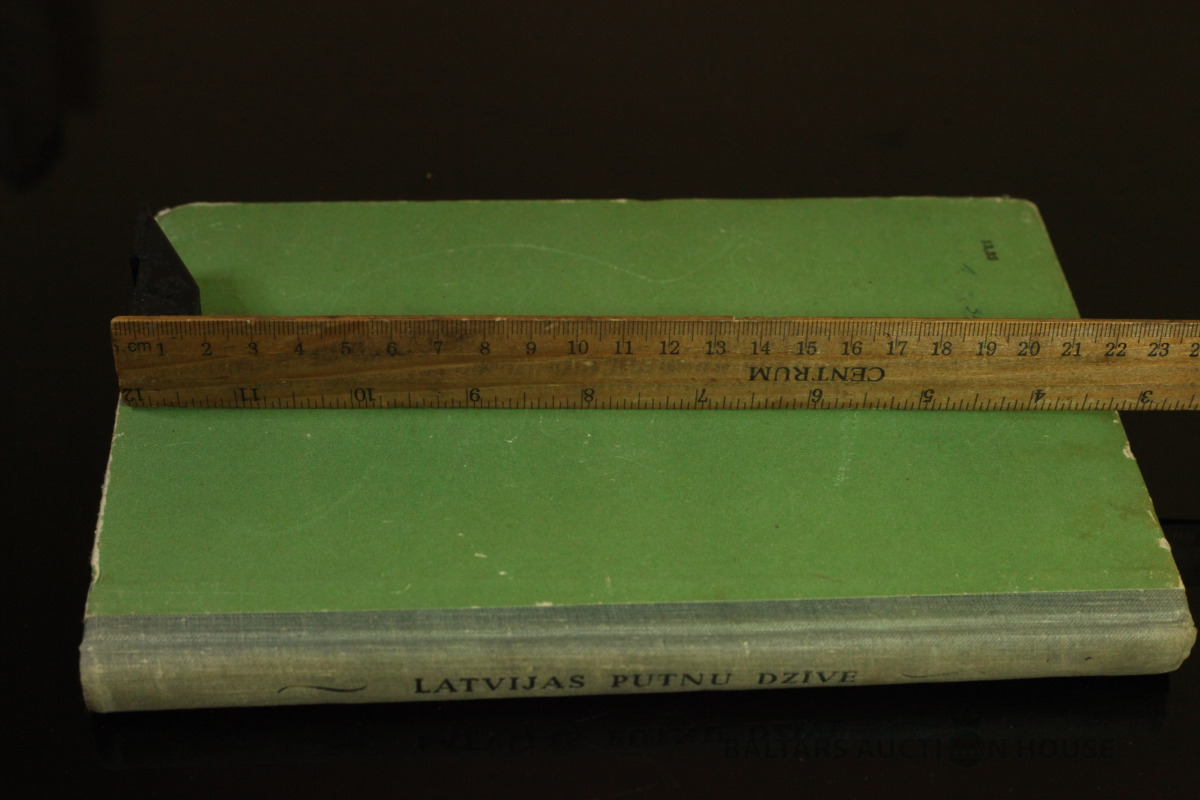 cm 1 2 3 4 5 6 7 8 9 10 11 12 13 14 15 16 17 18 19 20 21 22 23
CENTRUM
12 11 10 9 8 7 6 5 4 3
LATVIJAS PUTNU DZĪVE
BALTARS AUCTION HOUSE